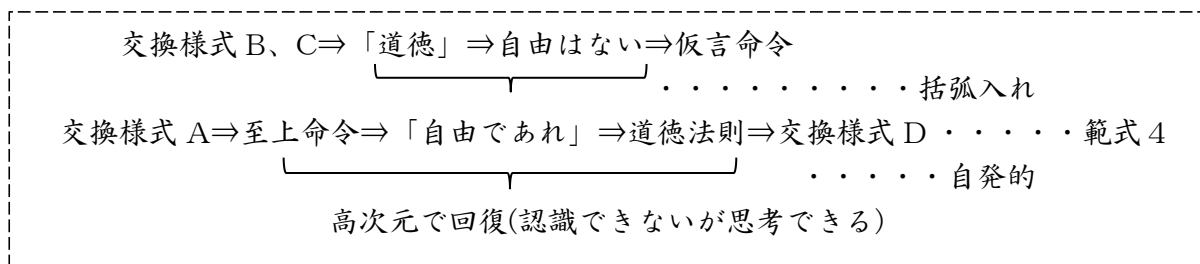 交換様式 B、C⇒「道徳」⇒自由はない⇒仮言命令
・・・・・・・・・括弧入れ
交換様式 A⇒至上命令⇒「自由であれ」⇒道徳法則⇒交換様式 D ・・・・・範式 4
・・・・・自発的
高次元で回復(認識できないが思考できる)